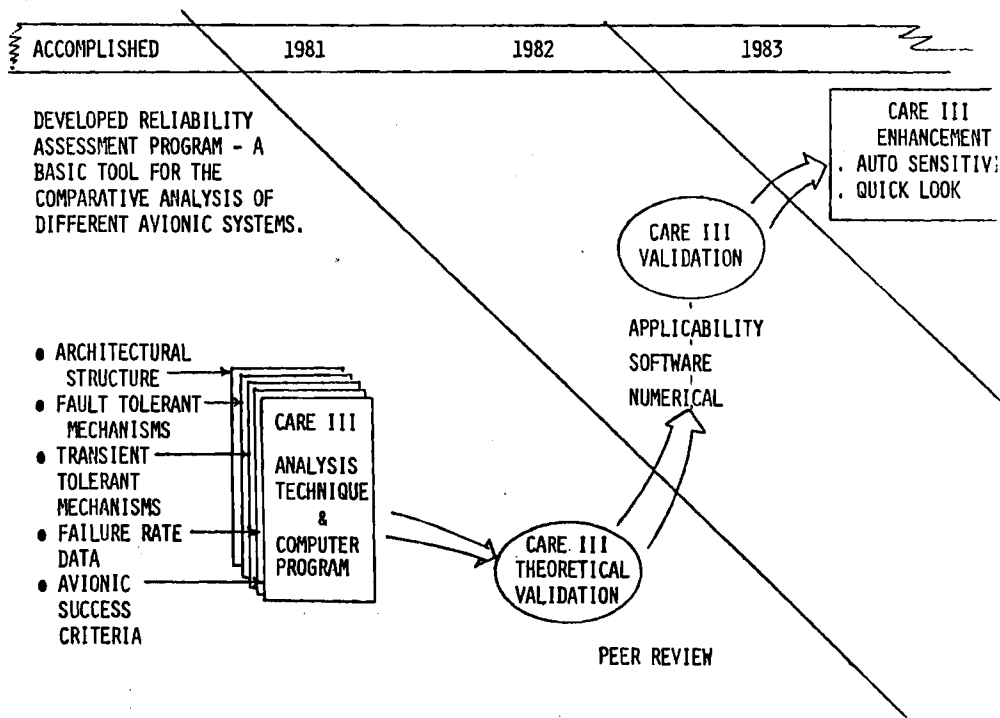 ACCOMPLISHED 1981 1982 1983
DEVELOPED RELIABILITY
ASSESSMENT PROGRAM - A
BASIC TOOL FOR THE
COMPARATIVE ANALYSIS OF
DIFFERENT AVIONIC SYSTEMS.
CARE III
ENHANCEMENT
. AUTO SENSITIVI
. QUICK LOOK
CARE III
VALIDATION
APPLICABILITY
SOFTWARE
NUMERICAL
• ARCHITECTURAL
STRUCTURE
• FAULT TOLERANT
MECHANISMS
• TRANSIENT
TOLERANT
MECHANISMS
• FAILURE RATE
DATA
• AVIONIC
SUCCESS
CRITERIA
CARE III
ANALYSIS
TECHNIQUE
&
COMPUTER
PROGRAM
CARE III
THEORETICAL
VALIDATION
PEER REVIEW